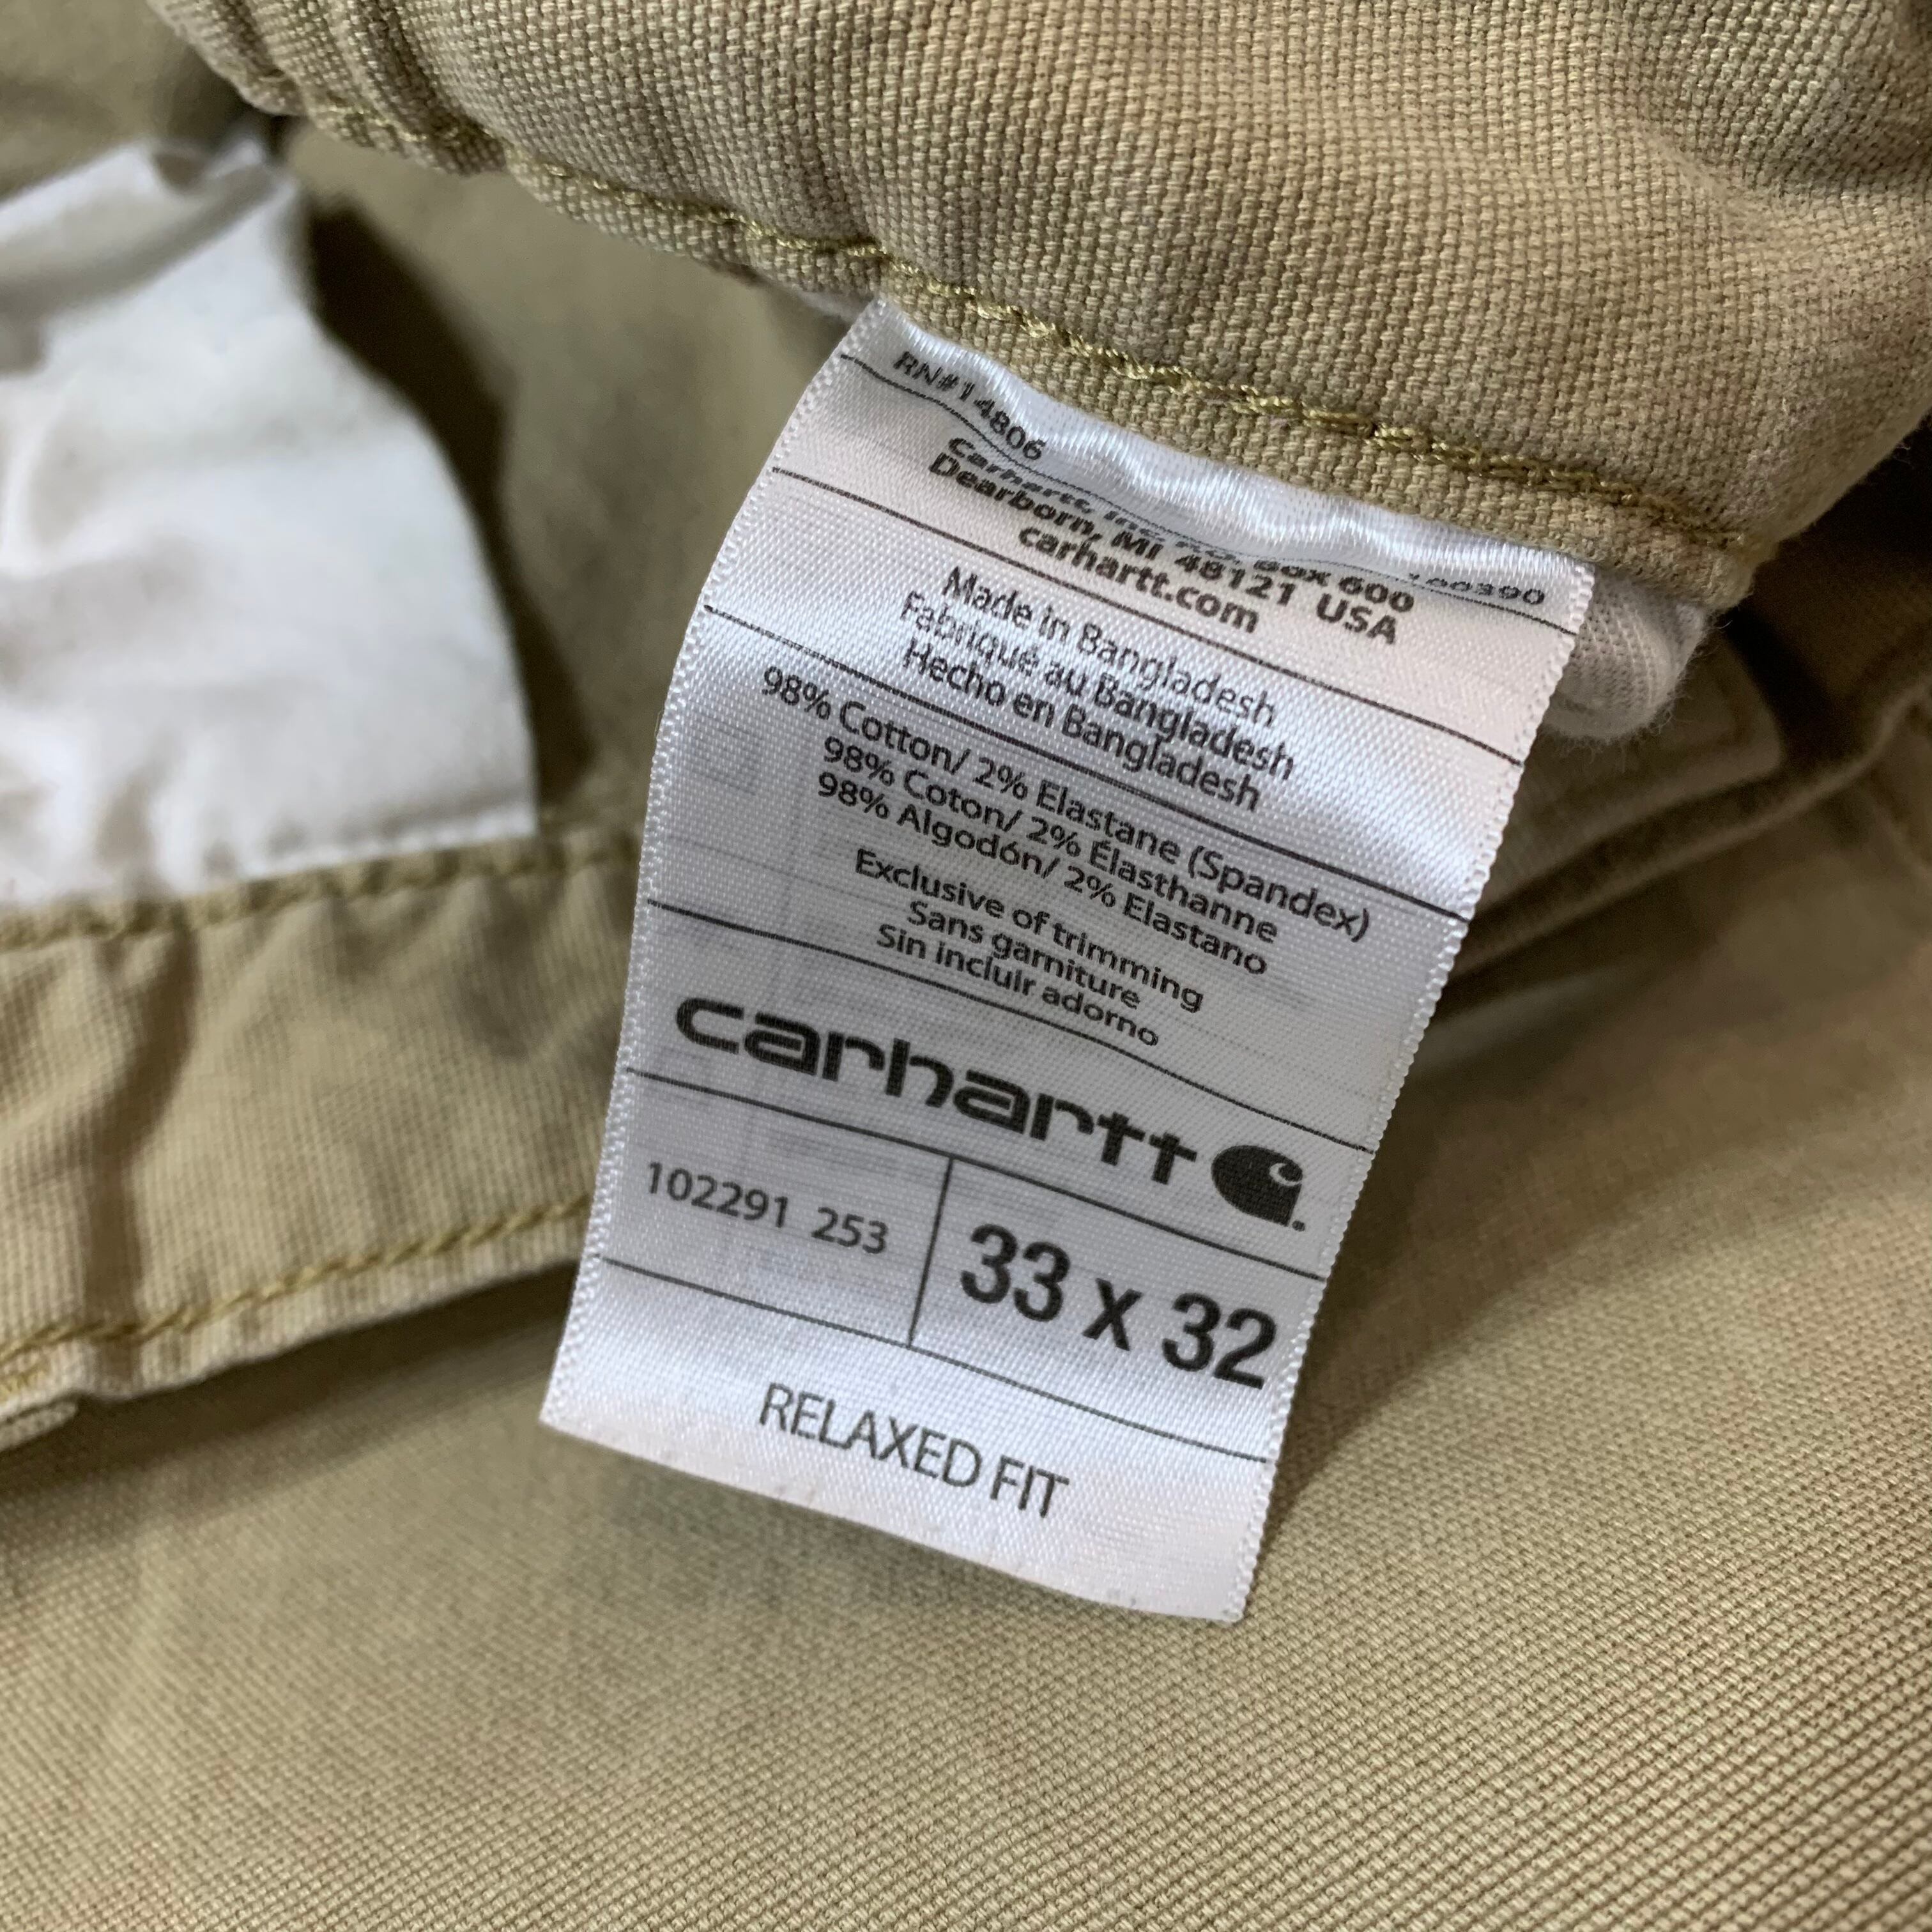 RN#14806
Carhartt, Inc. P.O. Box 600
Dearborn, MI 48121 USA
carhartt.com
Made in Bangladesh
Fabriqué au Bangladesh
Hecho en Bangladesh
98% Cotton/ 2% Elastane (Spandex)
98% Coton/ 2% Élasthanne
98% Algodón/ 2% Elastano
Exclusive of trimming
Sans garniture
Sin incluir adorno
carhartt
102291 253
33 x 32
RELAXED FIT